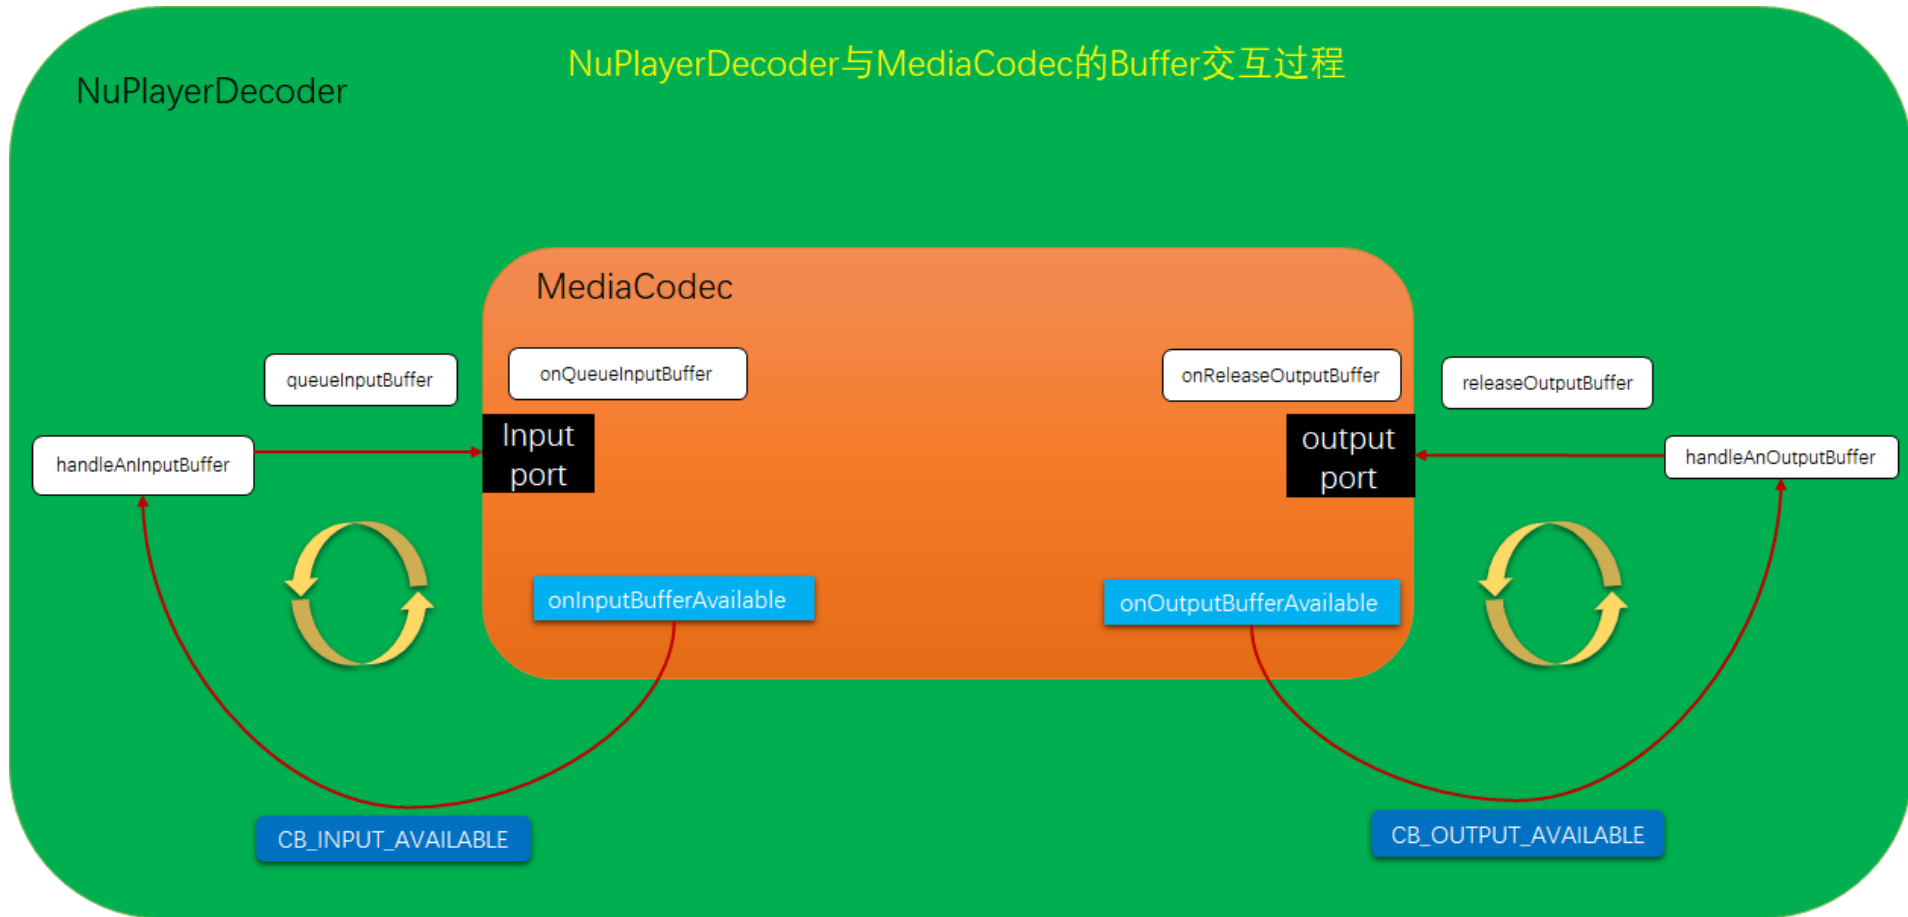 NuPlayerDecoder与MediaCodec的Buffer交互过程
NuPlayerDecoder
MediaCodec
queueInputBuffer
onQueueInputBuffer
onReleaseOutputBuffer
releaseOutputBuffer
handleAnInputBuffer
Input
port
output
port
handleAnOutputBuffer
onInputBufferAvailable
onOutputBufferAvailable
CB_INPUT_AVAILABLE
CB_OUTPUT_AVAILABLE